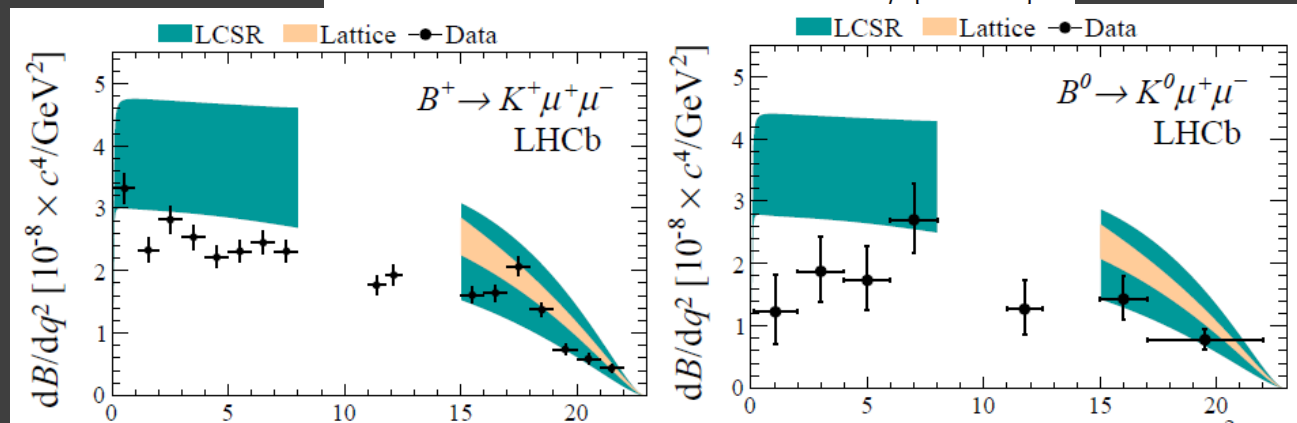 LCSR Lattice Data
dB/dq² [10⁻⁸ × c⁴/GeV²]
B⁺→ K⁺μ⁺μ⁻
LHCb
5
4
3
2
1
0
0 5 10 15 20
LCSR Lattice Data
dB/dq² [10⁻⁸ × c⁴/GeV²]
B⁰→ K⁰μ⁺μ⁻
LHCb
5
4
3
2
1
0
0 5 10 15 20